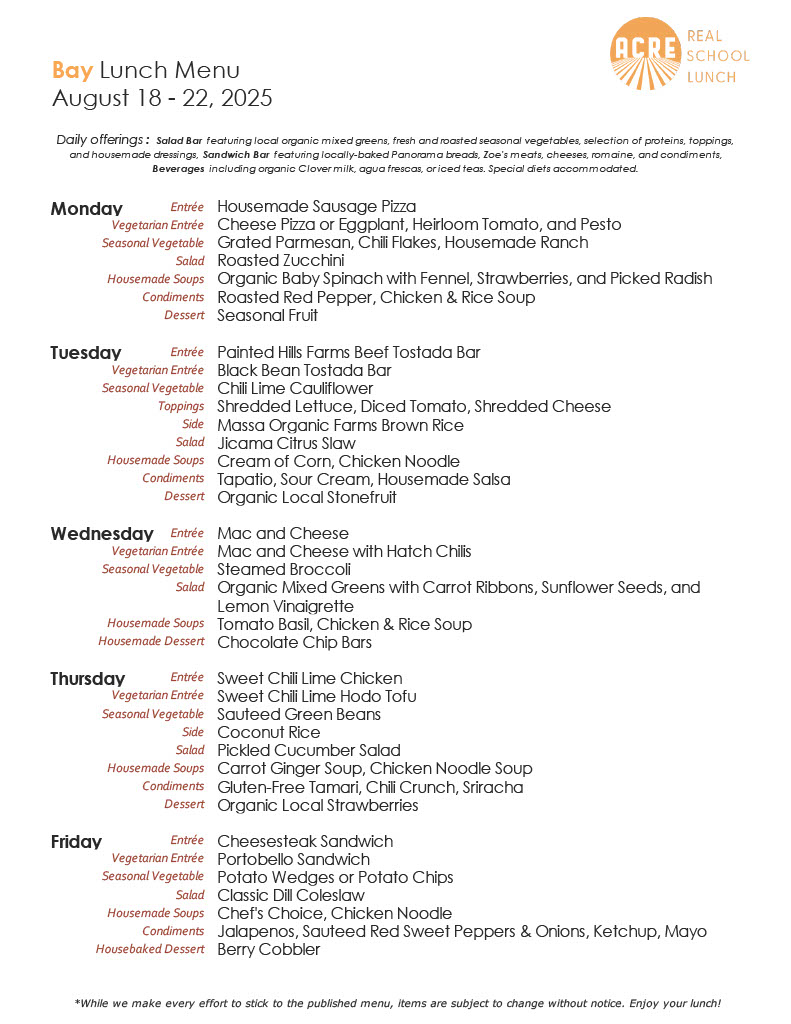 ACRE REAL
SCHOOL
LUNCH
Bay Lunch Menu
August 18 - 22, 2025
Daily offerings: Salad Bar featuring local organic mixed greens, fresh and roasted seasonal vegetables, selection of proteins, toppings,
and housemade dressings, Sandwich Bar featuring locally-baked Panorama breads, Zoe's meats, cheeses, romaine, and condiments,
Beverages including organic Clover milk, agua frescas, or iced teas. Special diets accommodated.
Monday Entrée Housemade Sausage Pizza
Vegetarian Entrée Cheese Pizza or Eggplant, Heirloom Tomato, and Pesto
Seasonal Vegetable Grated Parmesan, Chili Flakes, Housemade Ranch
Salad Roasted Zucchini
Housemade Soups Organic Baby Spinach with Fennel, Strawberries, and Picked Radish
Condiments Roasted Red Pepper, Chicken & Rice Soup
Dessert Seasonal Fruit
Tuesday Entrée Painted Hills Farms Beef Tostada Bar
Vegetarian Entrée Black Bean Tostada Bar
Seasonal Vegetable Chili Lime Cauliflower
Toppings Shredded Lettuce, Diced Tomato, Shredded Cheese
Side Massa Organic Farms Brown Rice
Salad Jicama Citrus Slaw
Housemade Soups Cream of Corn, Chicken Noodle
Condiments Tapatio, Sour Cream, Housemade Salsa
Dessert Organic Local Stonefruit
Wednesday Entrée Mac and Cheese
Vegetarian Entrée Mac and Cheese with Hatch Chilis
Seasonal Vegetable Steamed Broccoli
Salad Organic Mixed Greens with Carrot Ribbons, Sunflower Seeds, and
Lemon Vinaigrette
Housemade Soups Tomato Basil, Chicken & Rice Soup
Housemade Dessert Chocolate Chip Bars
Thursday Entrée Sweet Chili Lime Chicken
Vegetarian Entrée Sweet Chili Lime Hodo Tofu
Seasonal Vegetable Sauteed Green Beans
Side Coconut Rice
Salad Pickled Cucumber Salad
Housemade Soups Carrot Ginger Soup, Chicken Noodle Soup
Condiments Gluten-Free Tamari, Chili Crunch, Sriracha
Dessert Organic Local Strawberries
Friday Entrée Cheesesteak Sandwich
Vegetarian Entrée Portobello Sandwich
Seasonal Vegetable Potato Wedges or Potato Chips
Salad Classic Dill Coleslaw
Housemade Soups Chef's Choice, Chicken Noodle
Condiments Jalapenos, Sauteed Red Sweet Peppers & Onions, Ketchup, Mayo
Housebaked Dessert Berry Cobbler
*While we make every effort to stick to the published menu, items are subject to change without notice. Enjoy your lunch!